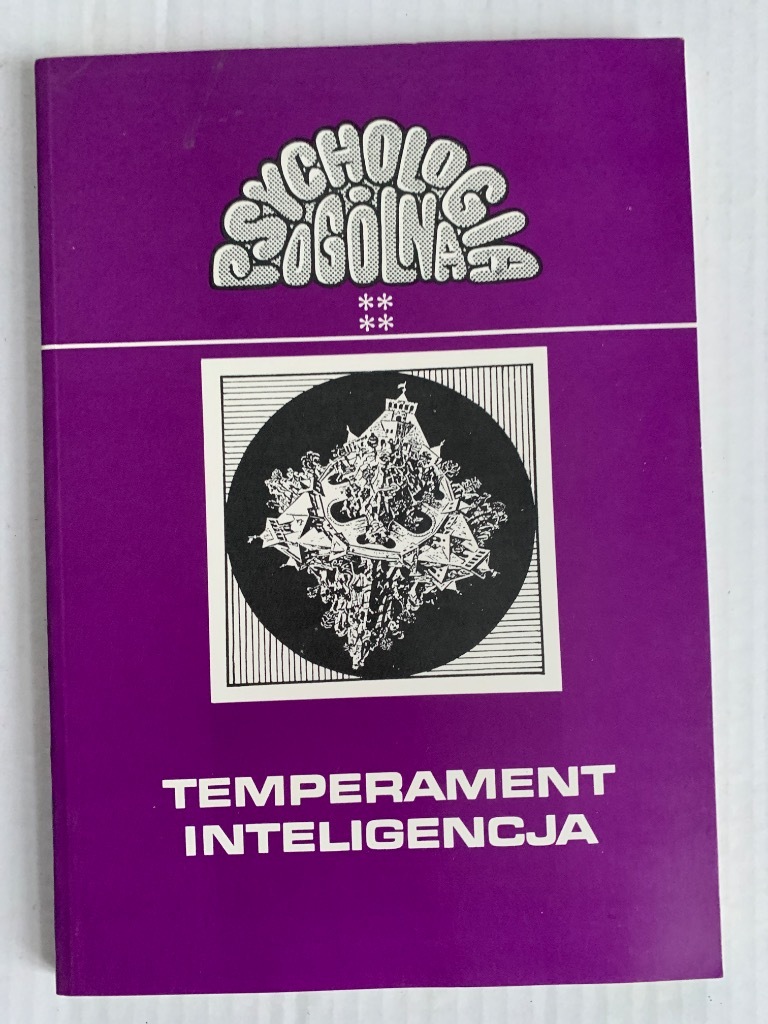 PSYCHOLOGIA
OGÓLNA
**
**
TEMPERAMENT
INTELIGENCJA